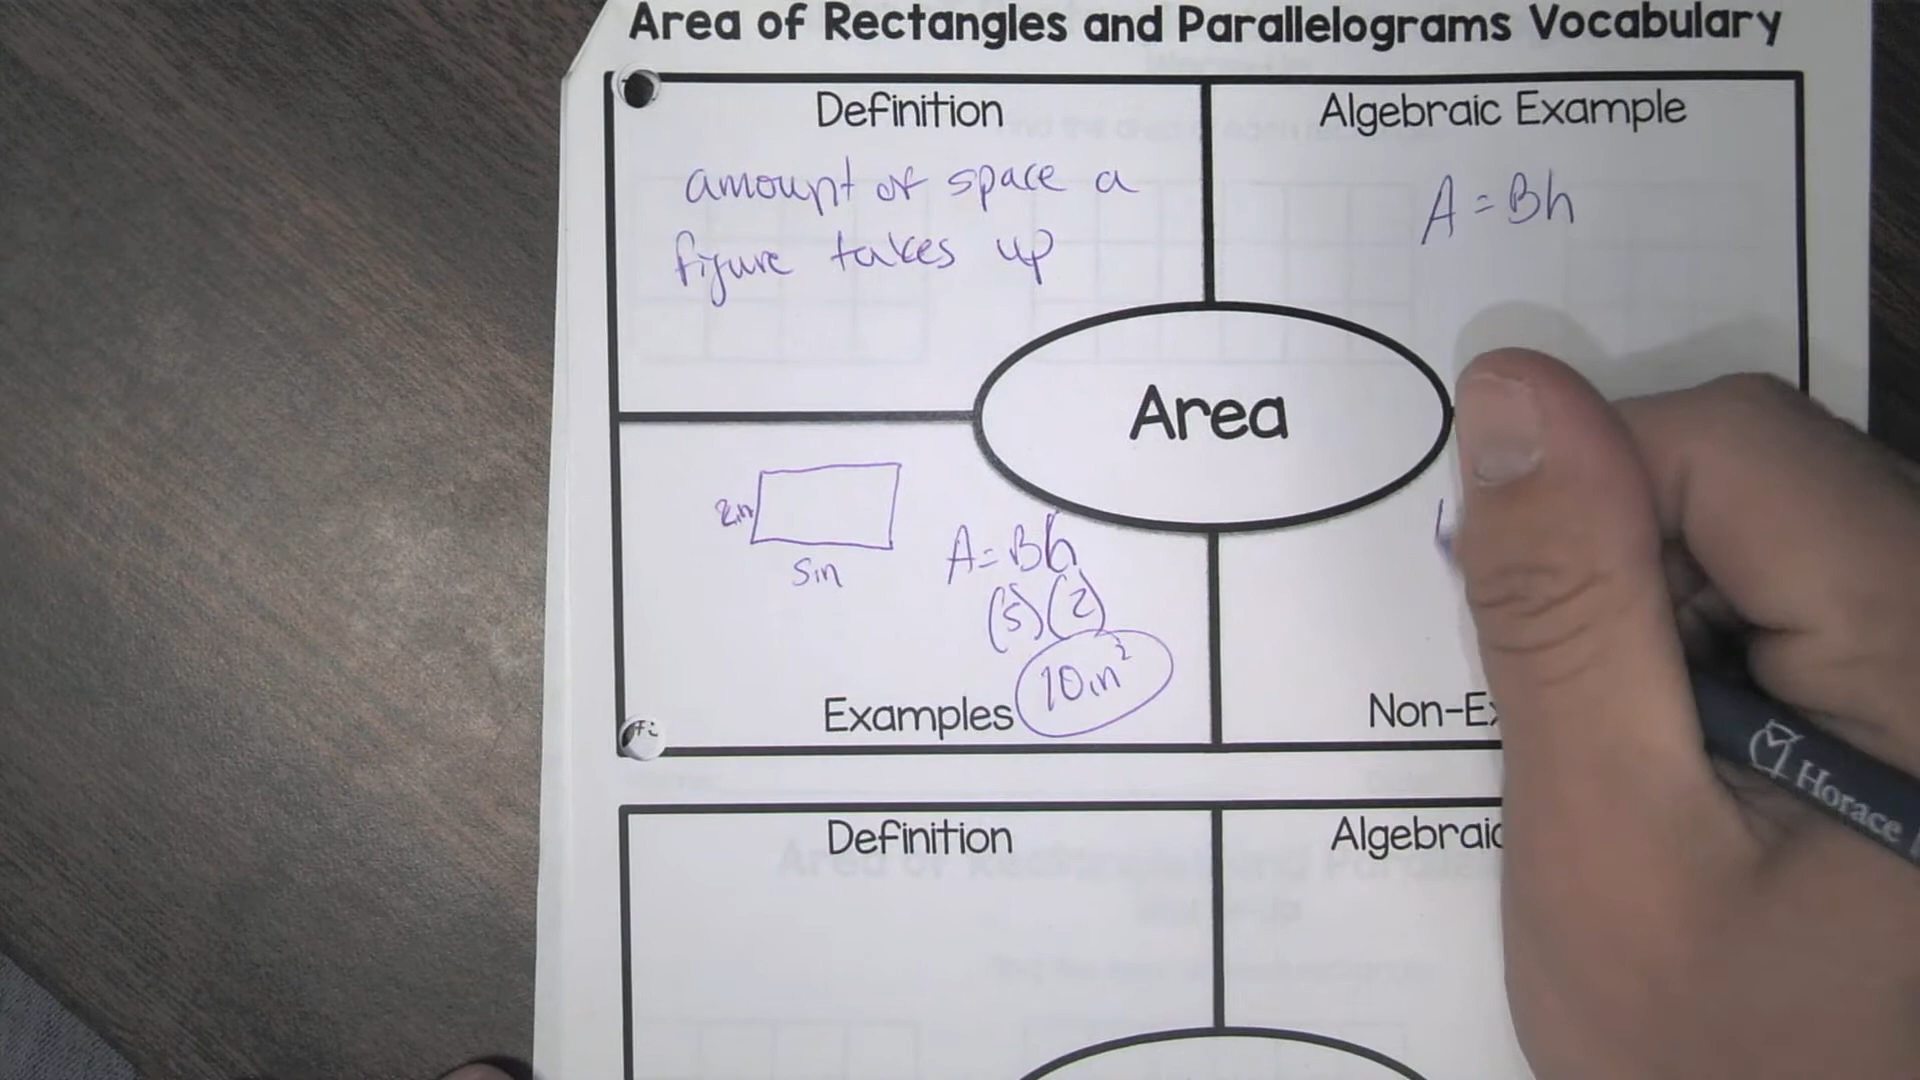 Area of Rectangles and Parallelograms Vocabulary
Definition
amount of space a
figure takes up
Algebraic Example
A = Bh
Area
2in
5in
A = Bh
(5)(2)
10in²
Examples
Non-Ex
Definition
Algebraic
Horace